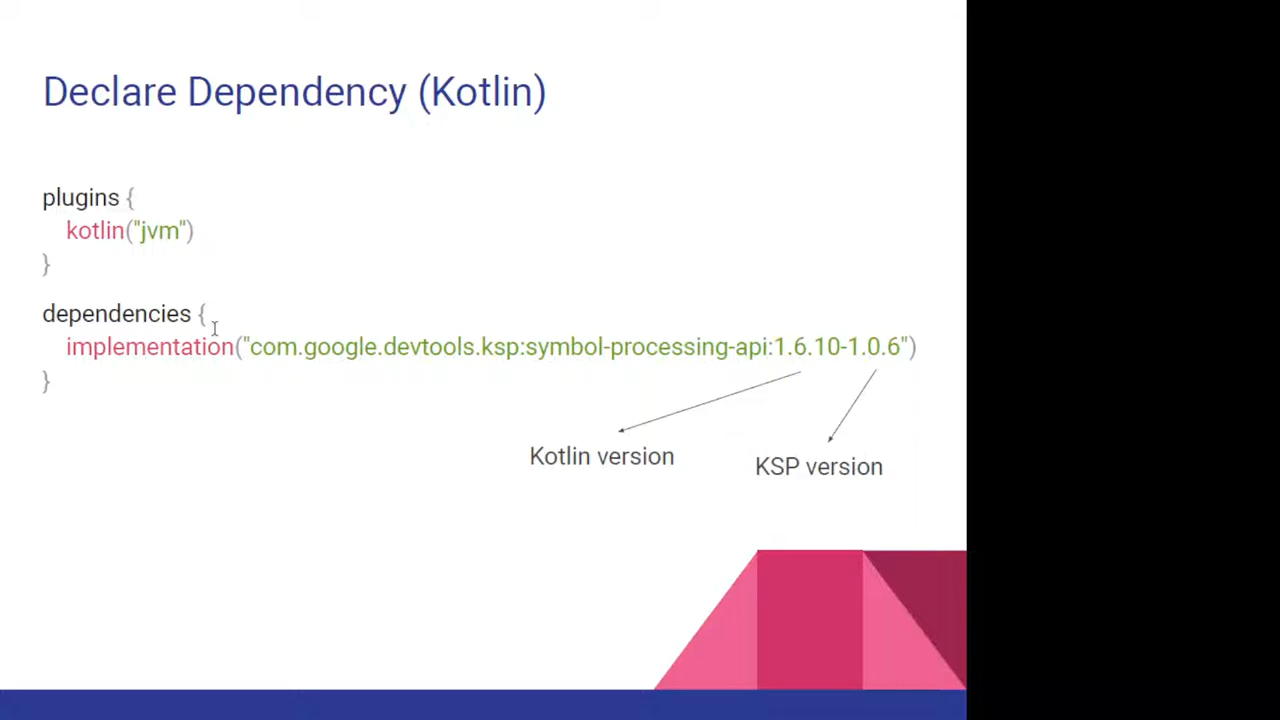 Declare Dependency (Kotlin)
plugins {
kotlin("jvm")
}
dependencies {
implementation("com.google.devtools.ksp:symbol-processing-api:1.6.10-1.0.6")
}
Kotlin version
KSP version